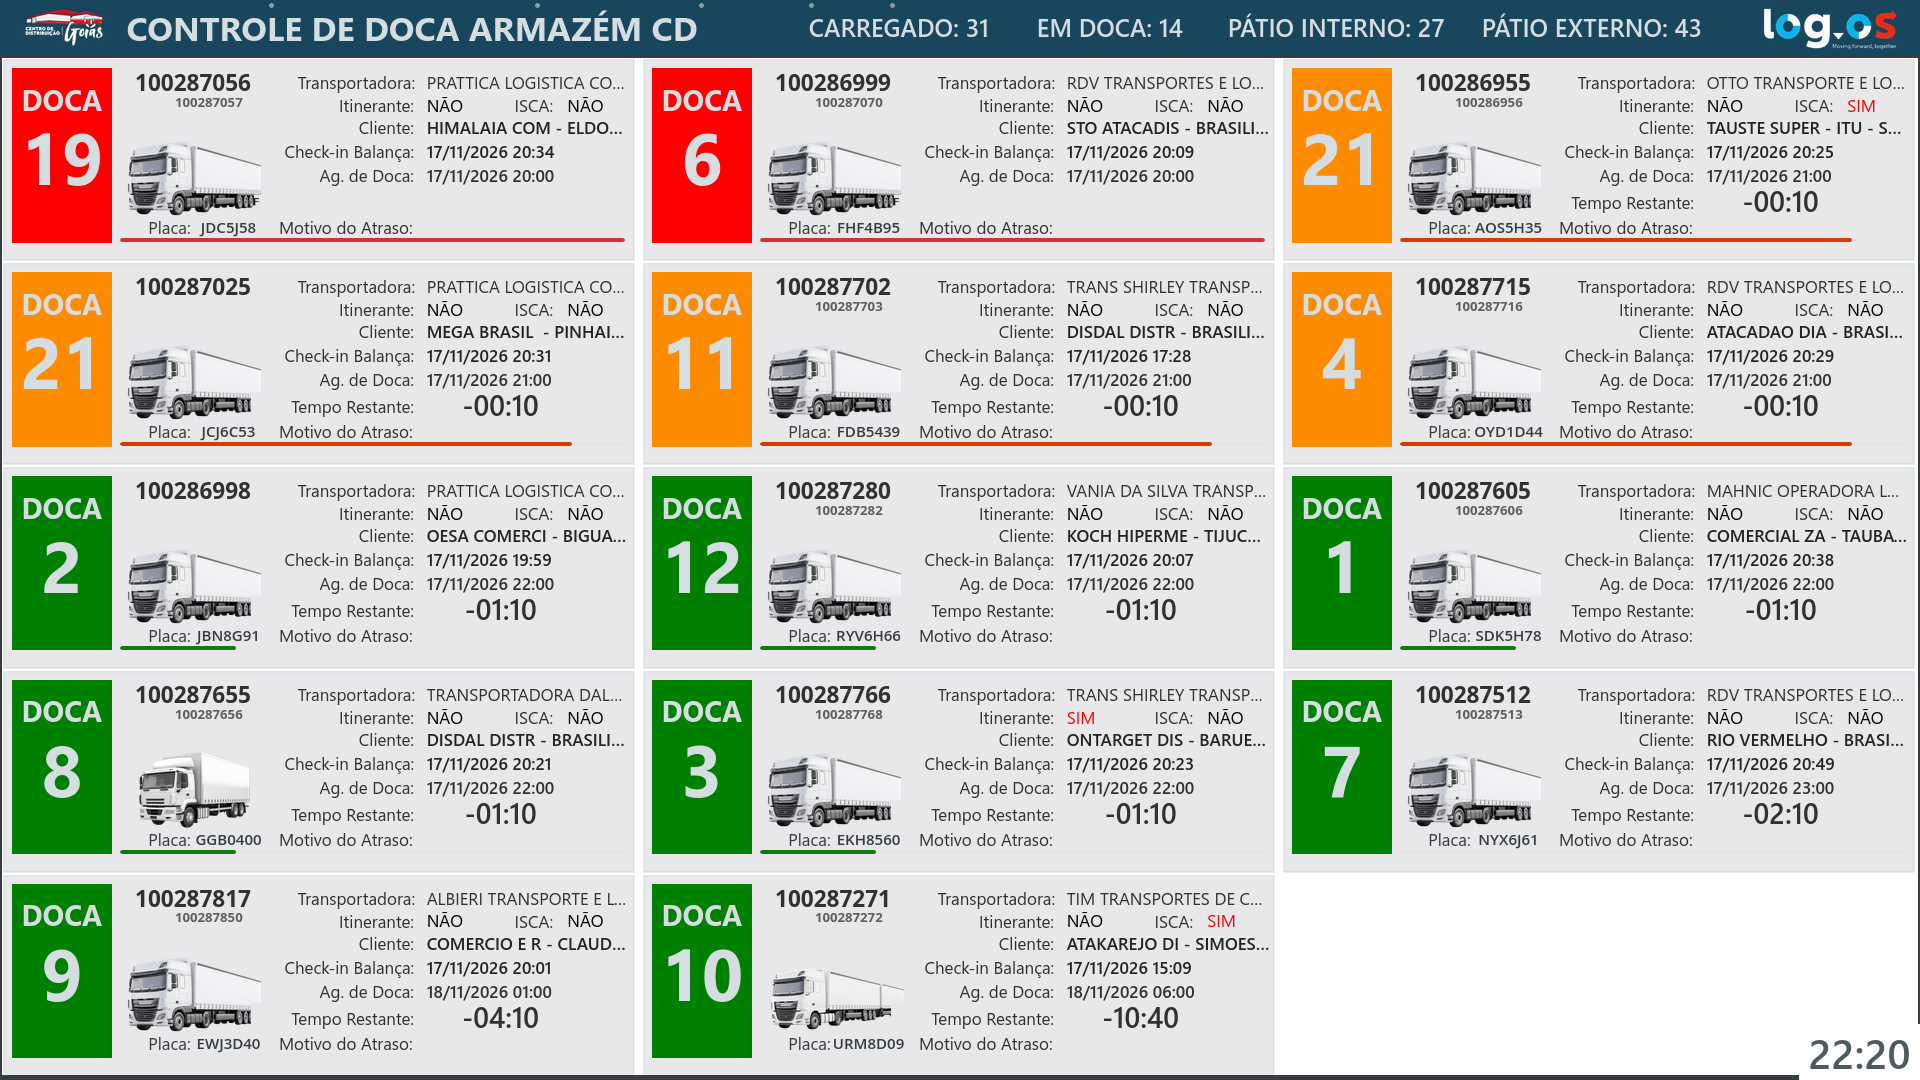 CENTRO DE DISTRIBUIÇÃO Goiás
CONTROLE DE DOCA ARMAZÉM CD
CARREGADO: 31
EM DOCA: 14
PÁTIO INTERNO: 27
PÁTIO EXTERNO: 43
log.os
Moving forward, together
DOCA
19
100287056
100287057
Transportadora: PRATTICA LOGISTICA CO...
Itinerante: NÃO ISCA: NÃO
Cliente: HIMALAIA COM - ELDO...
Check-in Balança: 17/11/2026 20:34
Ag. de Doca: 17/11/2026 20:00
Placa: JDC5J58 Motivo do Atraso:
DOCA
6
100286999
100287070
Transportadora: RDV TRANSPORTES E LO...
Itinerante: NÃO ISCA: NÃO
Cliente: STO ATACADIS - BRASILI...
Check-in Balança: 17/11/2026 20:09
Ag. de Doca: 17/11/2026 20:00
Placa: FHF4B95 Motivo do Atraso:
DOCA
21
100286955
100286956
Transportadora: OTTO TRANSPORTE E LO...
Itinerante: NÃO ISCA: SIM
Cliente: TAUSTE SUPER - ITU - S...
Check-in Balança: 17/11/2026 20:25
Ag. de Doca: 17/11/2026 21:00
Tempo Restante: -00:10
Placa: AOS5H35 Motivo do Atraso:
DOCA
21
100287025
Transportadora: PRATTICA LOGISTICA CO...
Itinerante: NÃO ISCA: NÃO
Cliente: MEGA BRASIL - PINHAI...
Check-in Balança: 17/11/2026 20:31
Ag. de Doca: 17/11/2026 21:00
Tempo Restante: -00:10
Placa: JCJ6C53 Motivo do Atraso:
DOCA
11
100287702
100287703
Transportadora: TRANS SHIRLEY TRANSP...
Itinerante: NÃO ISCA: NÃO
Cliente: DISDAL DISTR - BRASILI...
Check-in Balança: 17/11/2026 17:28
Ag. de Doca: 17/11/2026 21:00
Tempo Restante: -00:10
Placa: FDB5439 Motivo do Atraso:
DOCA
4
100287715
100287716
Transportadora: RDV TRANSPORTES E LO...
Itinerante: NÃO ISCA: NÃO
Cliente: ATACADAO DIA - BRASI...
Check-in Balança: 17/11/2026 20:29
Ag. de Doca: 17/11/2026 21:00
Tempo Restante: -00:10
Placa: OYD1D44 Motivo do Atraso:
DOCA
2
100286998
Transportadora: PRATTICA LOGISTICA CO...
Itinerante: NÃO ISCA: NÃO
Cliente: OESA COMERCI - BIGUA...
Check-in Balança: 17/11/2026 19:59
Ag. de Doca: 17/11/2026 22:00
Tempo Restante: -01:10
Placa: JBN8G91 Motivo do Atraso:
DOCA
12
100287280
100287282
Transportadora: VANIA DA SILVA TRANSP...
Itinerante: NÃO ISCA: NÃO
Cliente: KOCH HIPERME - TIJUC...
Check-in Balança: 17/11/2026 20:07
Ag. de Doca: 17/11/2026 22:00
Tempo Restante: -01:10
Placa: RYV6H66 Motivo do Atraso:
DOCA
1
100287605
100287606
Transportadora: MAHNIC OPERADORA L...
Itinerante: NÃO ISCA: NÃO
Cliente: COMERCIAL ZA - TAUBA...
Check-in Balança: 17/11/2026 20:38
Ag. de Doca: 17/11/2026 22:00
Tempo Restante: -01:10
Placa: SDK5H78 Motivo do Atraso:
DOCA
8
100287655
100287656
Transportadora: TRANSPORTADORA DAL...
Itinerante: NÃO ISCA: NÃO
Cliente: DISDAL DISTR - BRASILI...
Check-in Balança: 17/11/2026 20:21
Ag. de Doca: 17/11/2026 22:00
Tempo Restante: -01:10
Placa: GGB0400 Motivo do Atraso:
DOCA
3
100287766
100287768
Transportadora: TRANS SHIRLEY TRANSP...
Itinerante: SIM ISCA: NÃO
Cliente: ONTARGET DIS - BARUE...
Check-in Balança: 17/11/2026 20:23
Ag. de Doca: 17/11/2026 22:00
Tempo Restante: -01:10
Placa: EKH8560 Motivo do Atraso:
DOCA
7
100287512
100287513
Transportadora: RDV TRANSPORTES E LO...
Itinerante: NÃO ISCA: NÃO
Cliente: RIO VERMELHO - BRASI...
Check-in Balança: 17/11/2026 20:49
Ag. de Doca: 17/11/2026 23:00
Tempo Restante: -02:10
Placa: NYX6J61 Motivo do Atraso:
DOCA
9
100287817
100287850
Transportadora: ALBIERI TRANSPORTE E L...
Itinerante: NÃO ISCA: NÃO
Cliente: COMERCIO E R - CLAUD...
Check-in Balança: 17/11/2026 20:01
Ag. de Doca: 18/11/2026 01:00
Tempo Restante: -04:10
Placa: EWJ3D40 Motivo do Atraso:
DOCA
10
100287271
100287272
Transportadora: TIM TRANSPORTES DE C...
Itinerante: NÃO ISCA: SIM
Cliente: ATAKAREJO DI - SIMOES...
Check-in Balança: 17/11/2026 15:09
Ag. de Doca: 18/11/2026 06:00
Tempo Restante: -10:40
Placa: URM8D09 Motivo do Atraso:
22:20